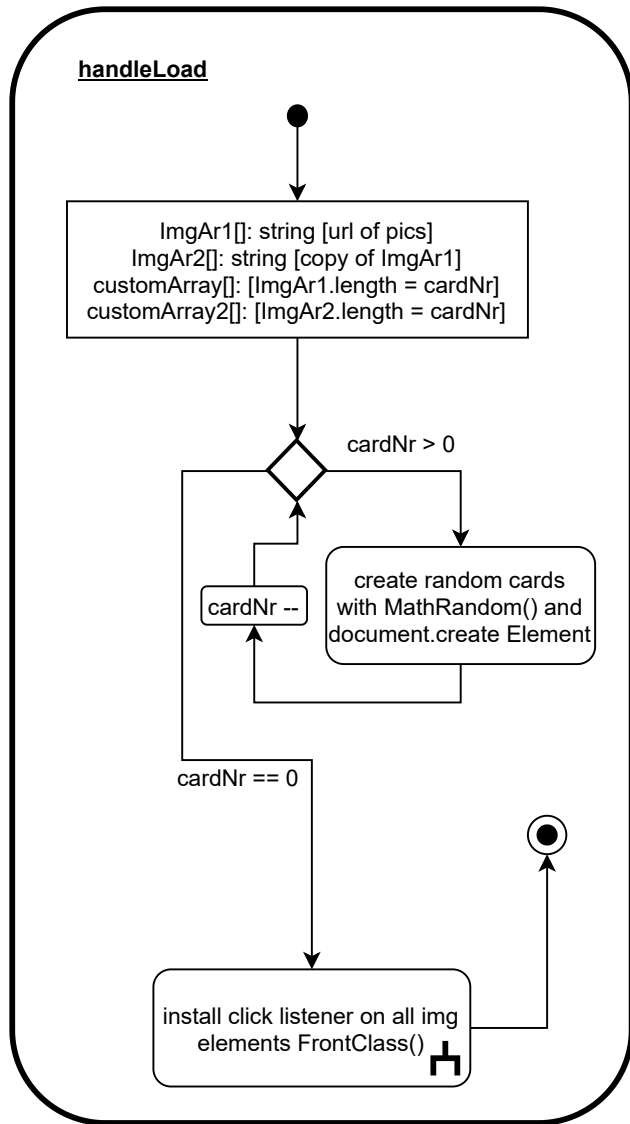 handleLoad
ImgAr1[]: string [url of pics]
ImgAr2[]: string [copy of ImgAr1]
customArray[]: [ImgAr1.length = cardNr]
customArray2[]: [ImgAr2.length = cardNr]
cardNr > 0
create random cards
with MathRandom() and
document.create Element
cardNr --
cardNr == 0
install click listener on all img
elements FrontClass()